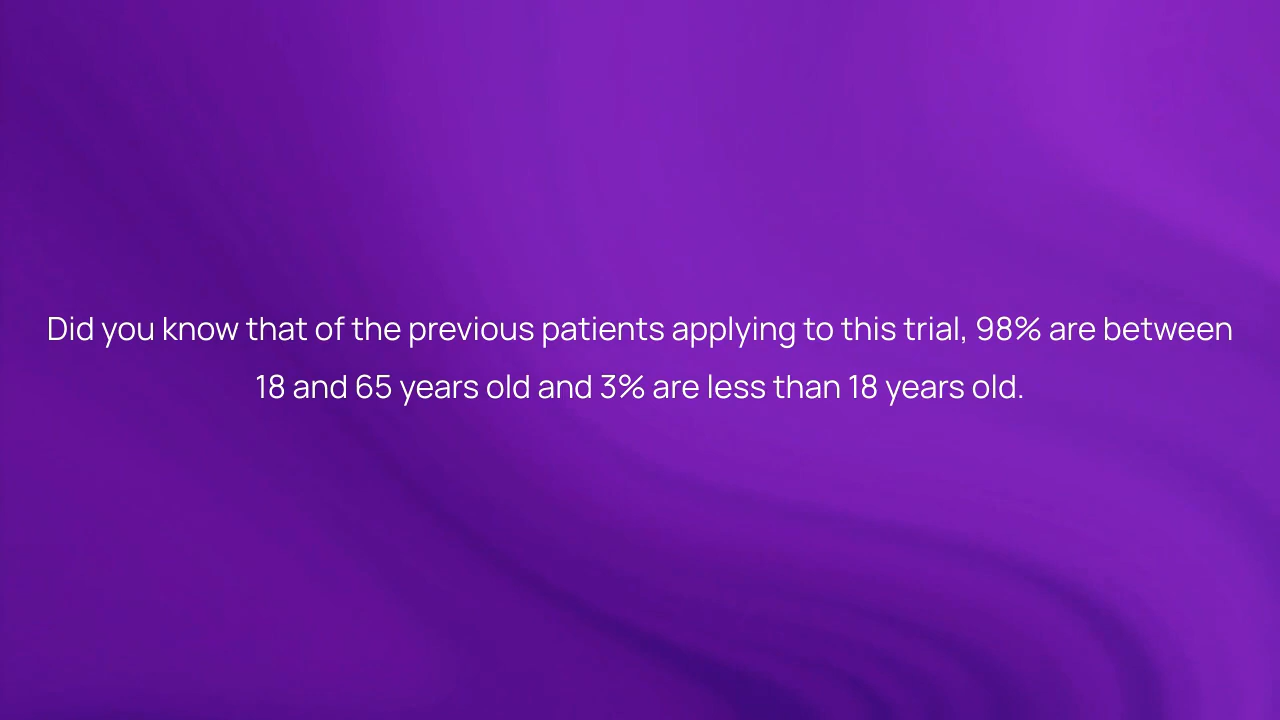 Did you know that of the previous patients applying to this trial, 98% are between
18 and 65 years old and 3% are less than 18 years old.